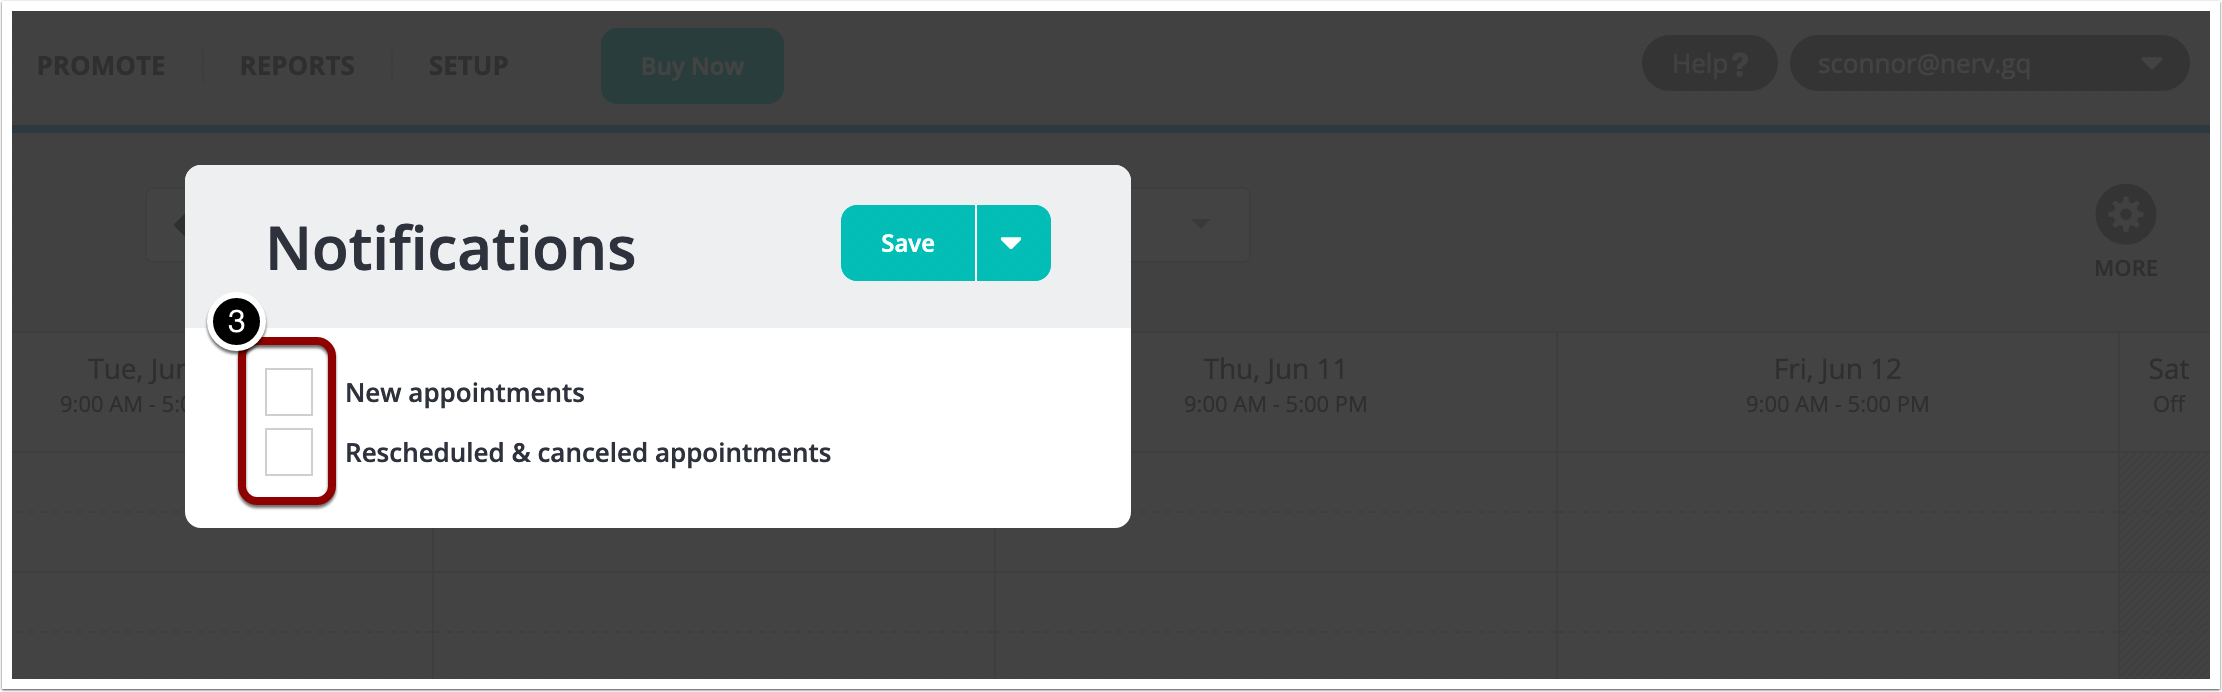 PROMOTE REPORTS SETUP Buy Now Help? sconnor@nerv.gq
Notifications Save
MORE
3
Tue, Jun Thu, Jun 11 Fri, Jun 12 Sat
9:00 AM - 5:0 9:00 AM - 5:00 PM 9:00 AM - 5:00 PM Off
New appointments
Rescheduled & canceled appointments